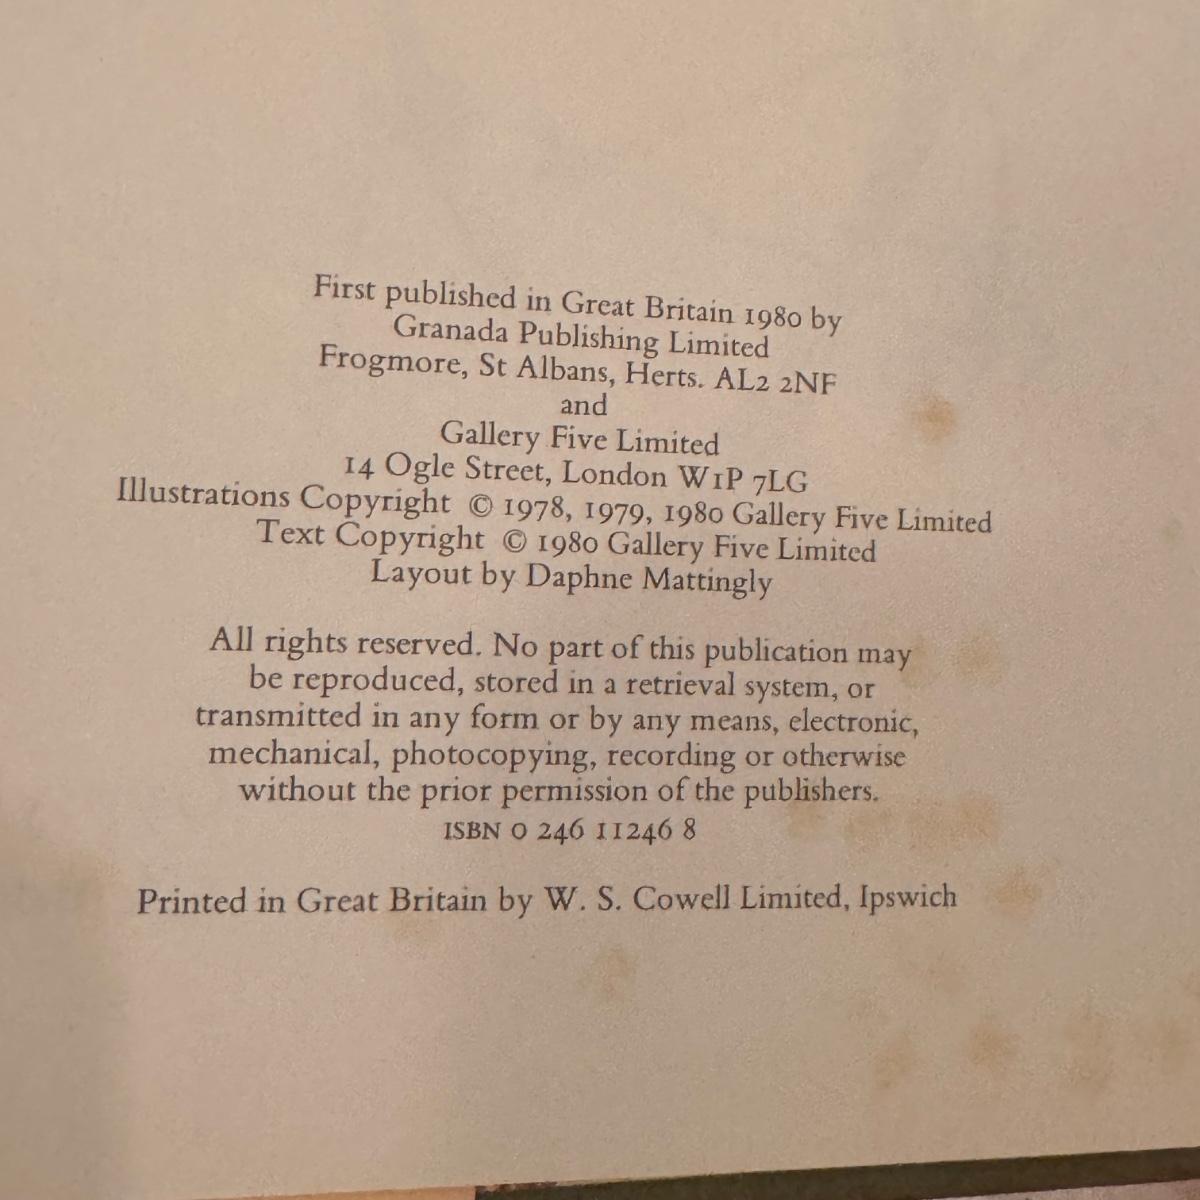 First published in Great Britain 1980 by
Granada Publishing Limited
Frogmore, St Albans, Herts. AL2 2NF
and
Gallery Five Limited
14 Ogle Street, London W1P 7LG
Illustrations Copyright © 1978, 1979, 1980 Gallery Five Limited
Text Copyright © 1980 Gallery Five Limited
Layout by Daphne Mattingly
All rights reserved. No part of this publication may
be reproduced, stored in a retrieval system, or
transmitted in any form or by any means, electronic,
mechanical, photocopying, recording or otherwise
without the prior permission of the publishers.
ISBN 0 246 11246 8
Printed in Great Britain by W. S. Cowell Limited, Ipswich